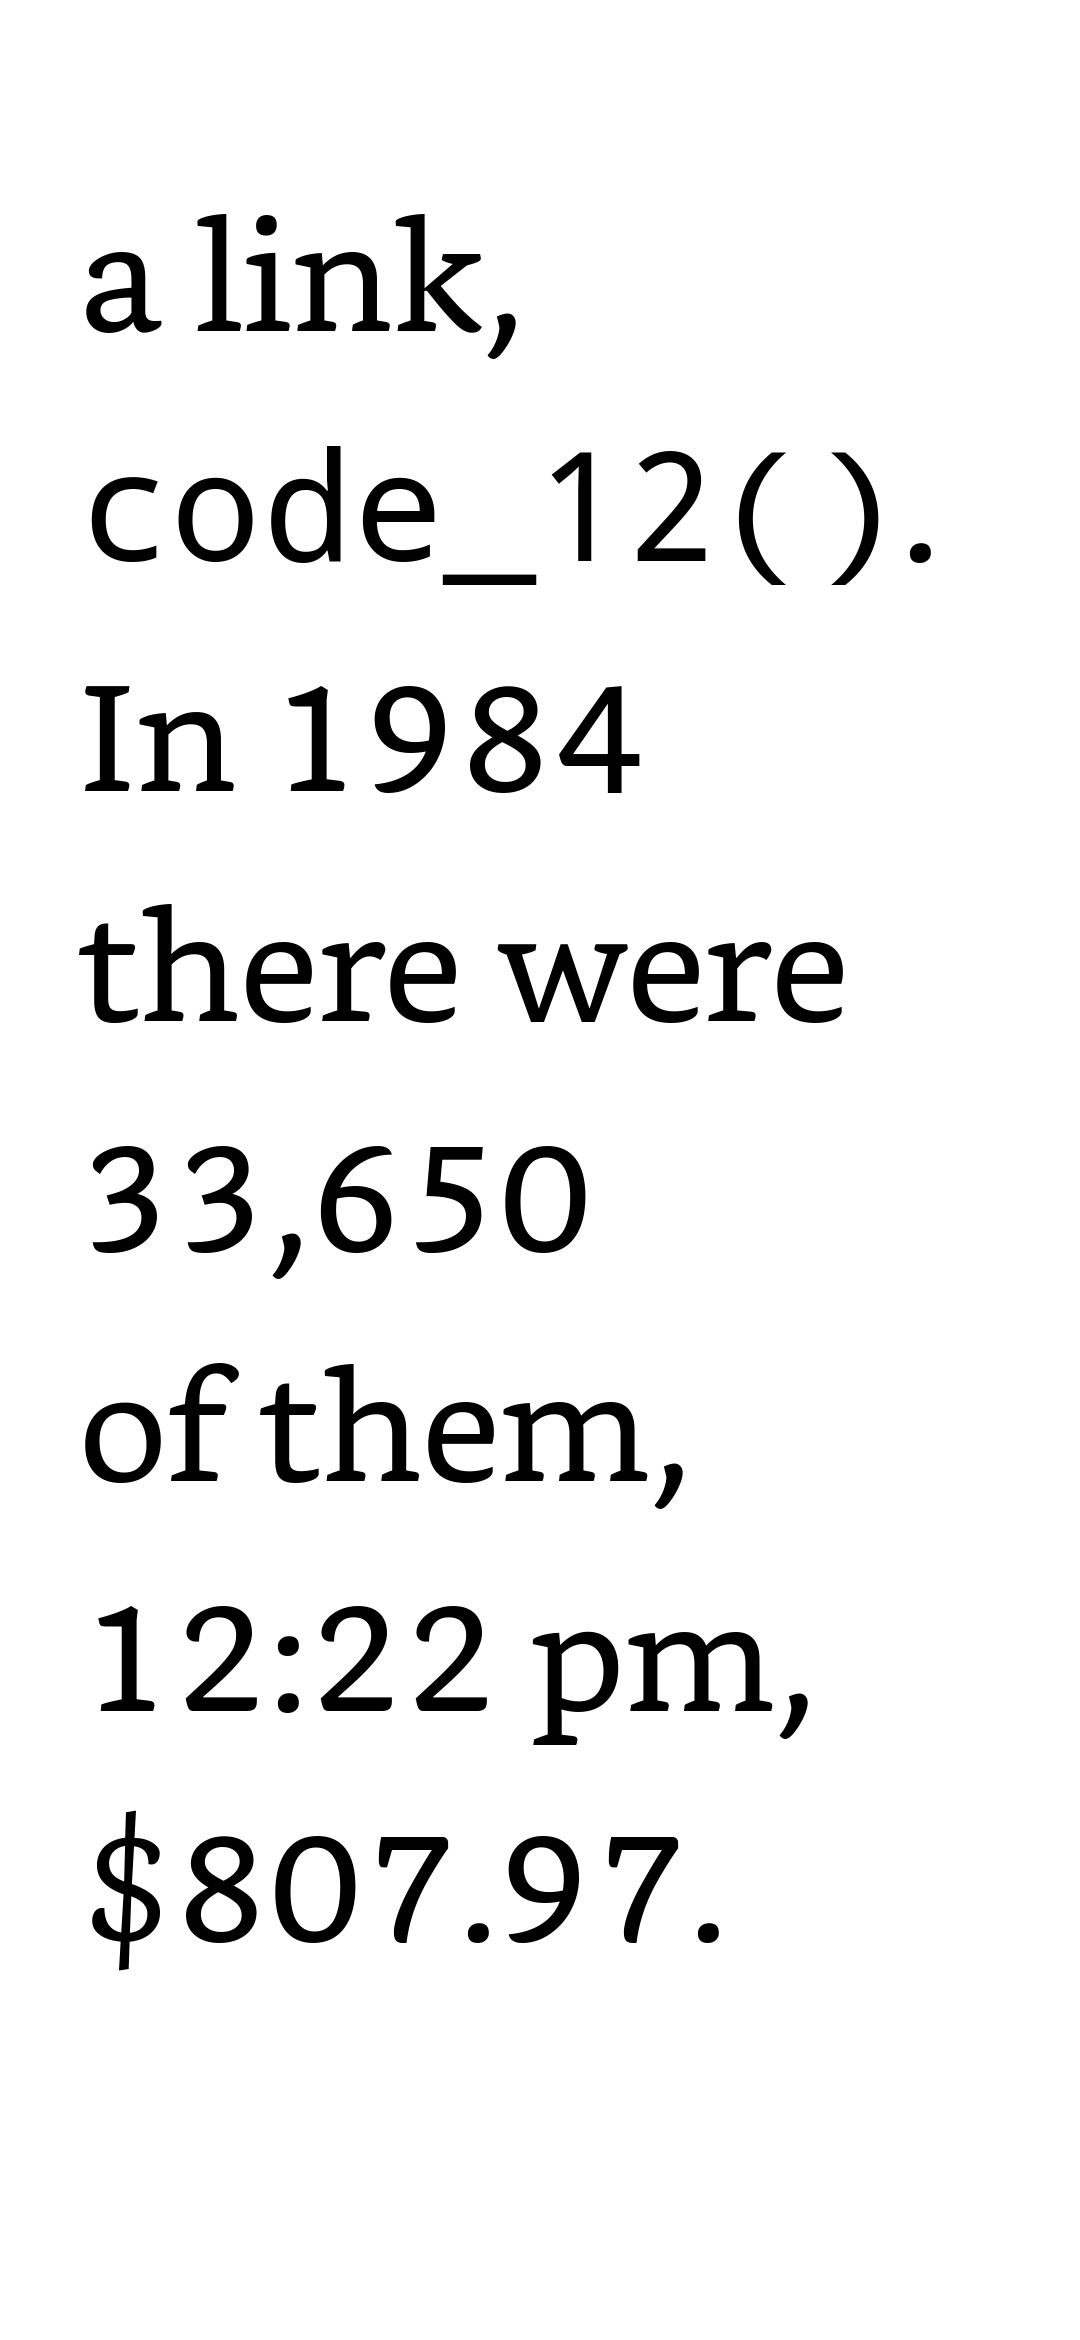 a link,
code_12().
In 1984
there were
33,650
of them,
12:22 pm,
$807.97.